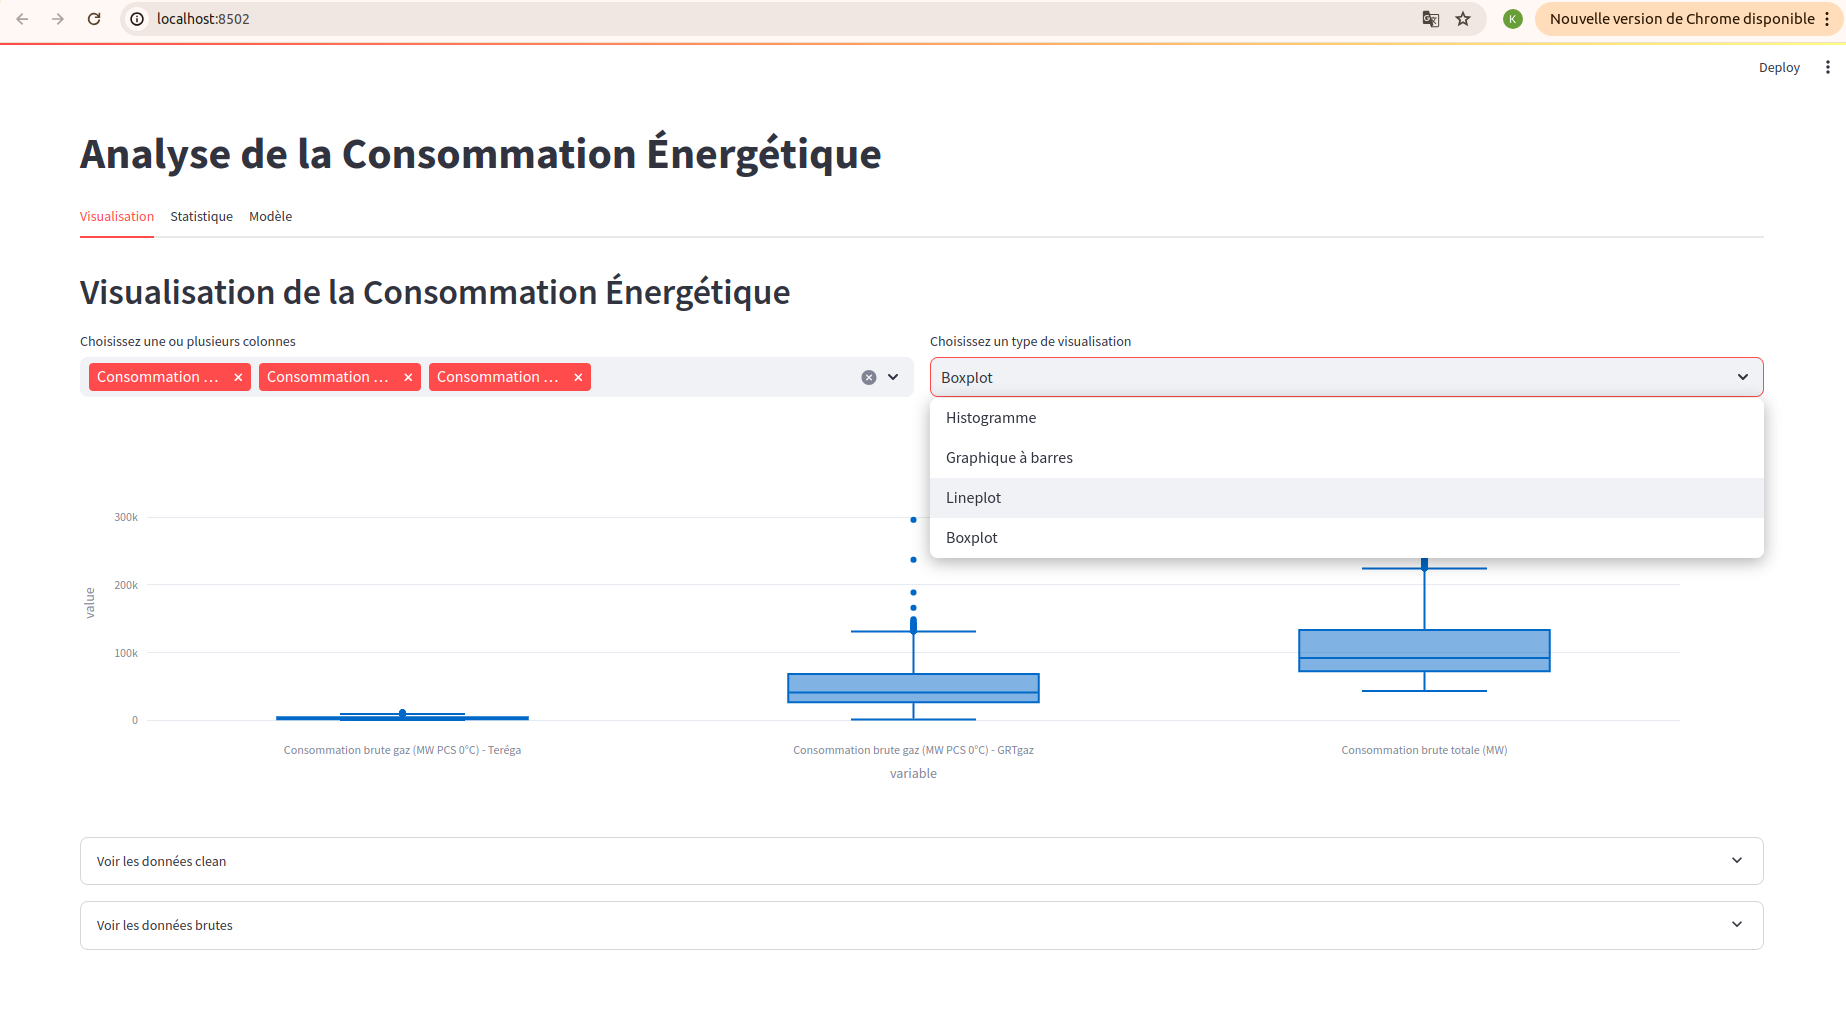 localhost:8502
K
Nouvelle version de Chrome disponible
Deploy
Analyse de la Consommation Énergétique
Visualisation Statistique Modèle
Visualisation de la Consommation Énergétique
Choisissez une ou plusieurs colonnes
Consommation ... Consommation ... Consommation ...
Choisissez un type de visualisation
Boxplot
Histogramme
Graphique à barres
Lineplot
Boxplot
300k
200k
100k
0
value
Consommation brute gaz (MW PCS 0°C) - Teréga
Consommation brute gaz (MW PCS 0°C) - GRTgaz
Consommation brute totale (MW)
variable
Voir les données clean
Voir les données brutes